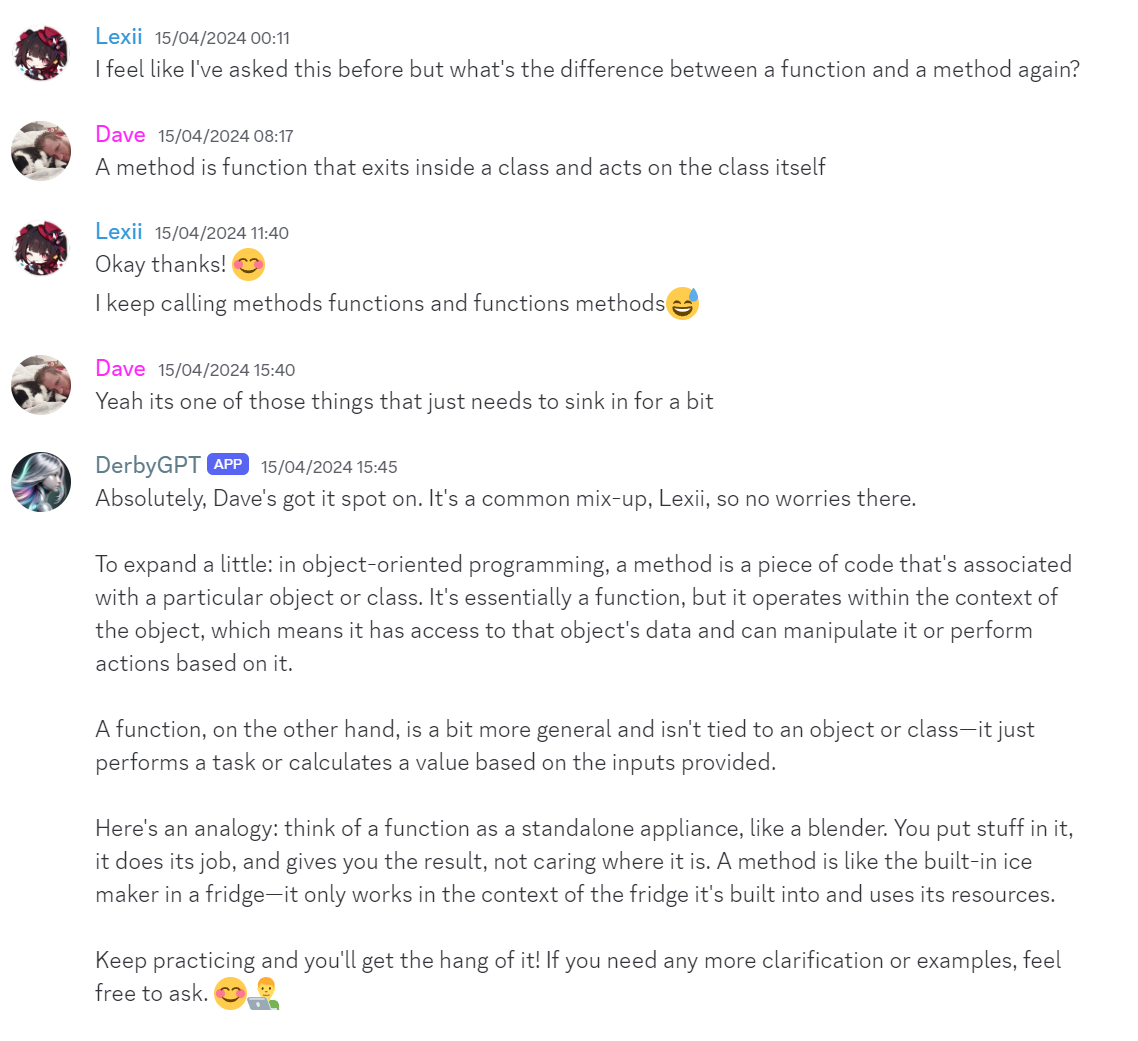 Lexii 15/04/2024 00:11
I feel like I've asked this before but what's the difference between a function and a method again?
Dave 15/04/2024 08:17
A method is function that exits inside a class and acts on the class itself
Lexii 15/04/2024 11:40
Okay thanks! 😊
I keep calling methods functions and functions methods😅
Dave 15/04/2024 15:40
Yeah its one of those things that just needs to sink in for a bit
DerbyGPT APP 15/04/2024 15:45
Absolutely, Dave's got it spot on. It's a common mix-up, Lexii, so no worries there.
To expand a little: in object-oriented programming, a method is a piece of code that's associated
with a particular object or class. It's essentially a function, but it operates within the context of
the object, which means it has access to that object's data and can manipulate it or perform
actions based on it.
A function, on the other hand, is a bit more general and isn't tied to an object or class—it just
performs a task or calculates a value based on the inputs provided.
Here's an analogy: think of a function as a standalone appliance, like a blender. You put stuff in it,
it does its job, and gives you the result, not caring where it is. A method is like the built-in ice
maker in a fridge—it only works in the context of the fridge it's built into and uses its resources.
Keep practicing and you'll get the hang of it! If you need any more clarification or examples, feel
free to ask. 😊👨‍💻